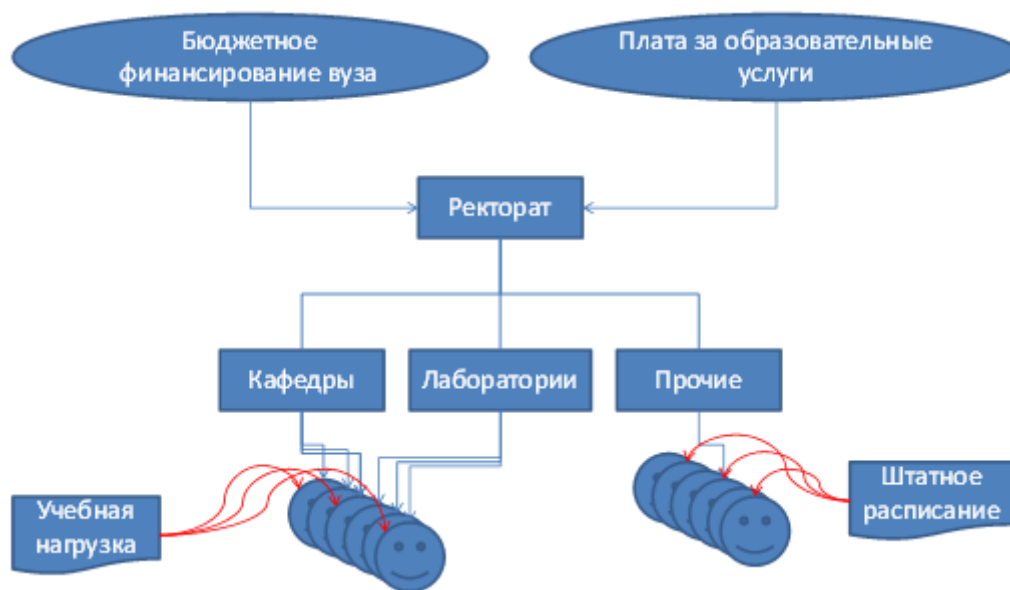 Бюджетное
финансирование вуза
Плата за образовательные
услуги
Ректорат
Кафедры
Лаборатории
Прочие
Учебная
нагрузка
Штатное
расписание